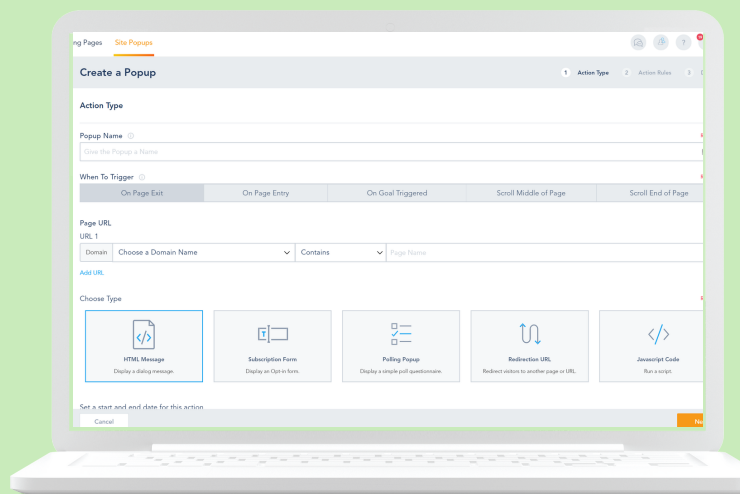 ng Pages Site Popups
?
Create a Popup
1 Action Type 2 Action Rules 3
Action Type
Popup Name
Give the Popup a Name
When To Trigger
On Page Exit On Page Entry On Goal Triggered Scroll Middle of Page Scroll End of Page
Page URL
URL 1
Domain Choose a Domain Name Contains Page Name
Add URL
Choose Type
T
</> </>
HTML Message Subscription Form Polling Popup Redirection URL Javascript Code
Display a dialog message. Display an Opt-in form. Display a simple poll questionnaire. Redirect visitors to another page or URL. Run a script.
Set a start and end date for this action
Cancel Ne